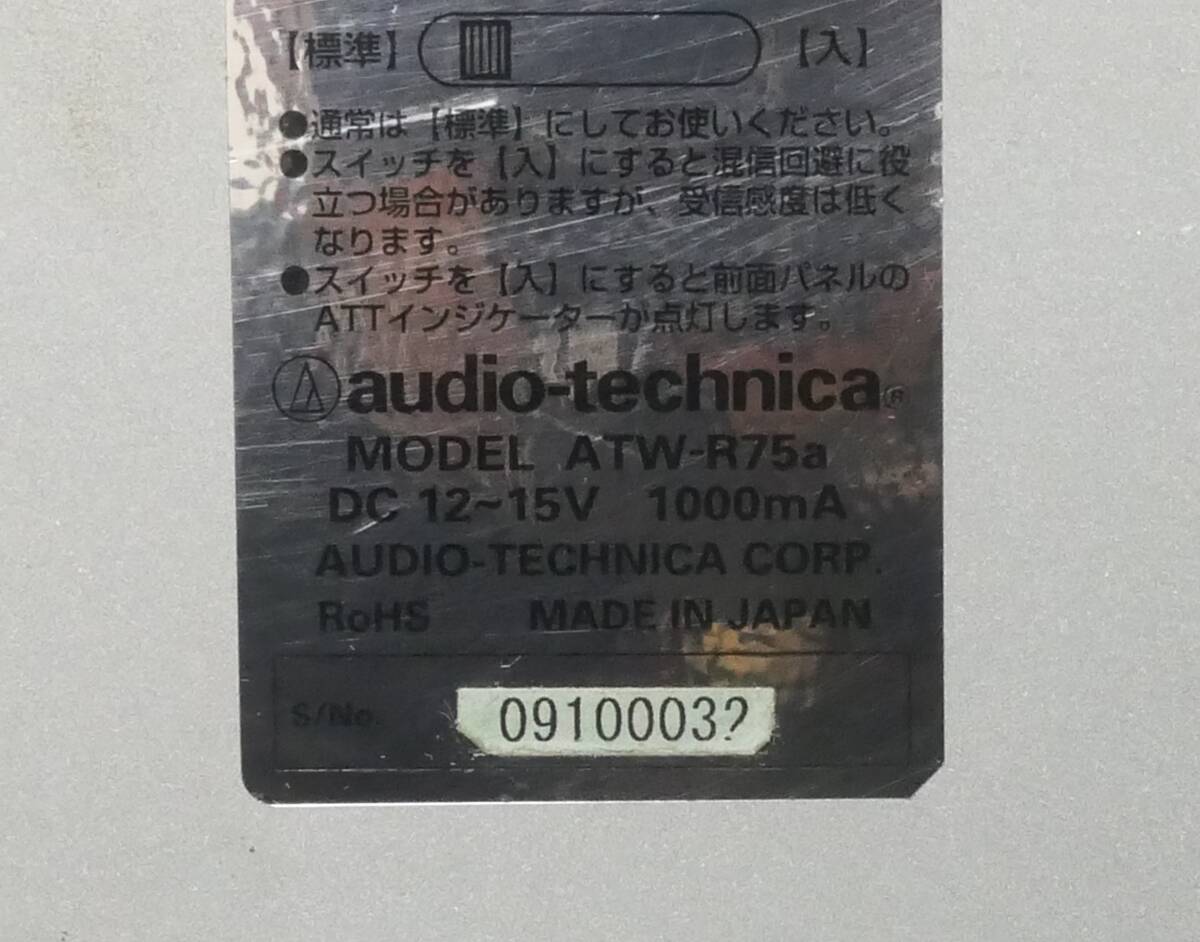 【標準】 【入】
●通常は【標準】にしてお使いください。
●スイッチを【入】にすると混信回避に役
立つ場合がありますが、受信感度は低く
なります。
●スイッチを【入】にすると前面パネルの
ATTインジケーターが点灯します。
audio-technica®
MODEL ATW-R75a
DC 12~15V 1000mA
AUDIO-TECHNICA CORP.
RoHS MADE IN JAPAN
S/No. 0910003?